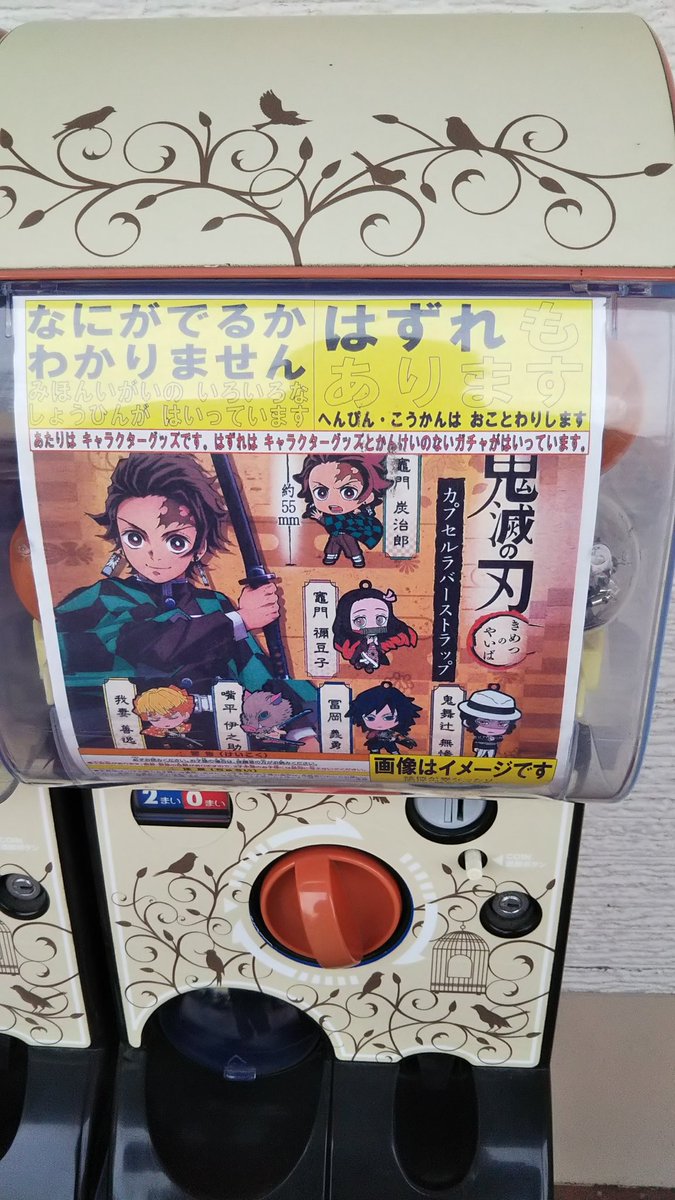 なにがでるか
わかりません
みほんいがいの いろいろな
しょうひんが はいっています
はずれも
あります
へんぴん・こうかんは おことわりします
あたりは キャラクターグッズです。はずれは キャラクターグッズとかんけいのないガチャがはいっています。
約
55
mm
竈門 炭治郎
鬼滅の刃
カプセルラバーストラップ
きめつ
の
やいば
竈門 禰豆子
我妻 善逸
嘴平 伊之助
冨岡 義勇
鬼舞辻 無惨
画像はイメージです
2まい 0まい
COIN